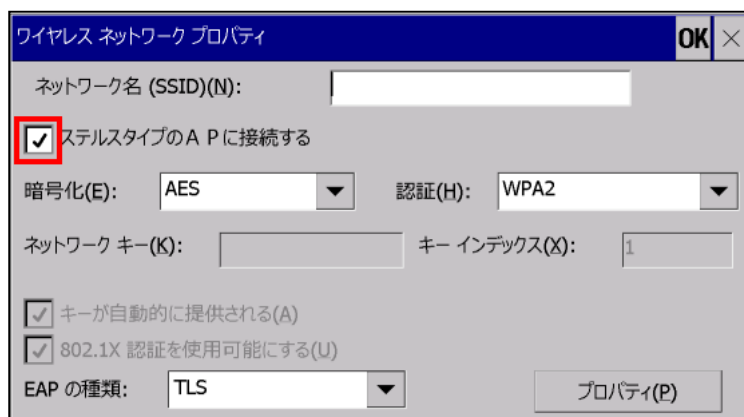 ワイヤレス ネットワーク プロパティ OK ×
ネットワーク名 (SSID)(N):
ステルスタイプのＡＰに接続する
暗号化(E): AES 認証(H): WPA2
ネットワーク キー(K): キー インデックス(X): 1
キーが自動的に提供される(A)
802.1X 認証を使用可能にする(U)
EAP の種類: TLS プロパティ(P)